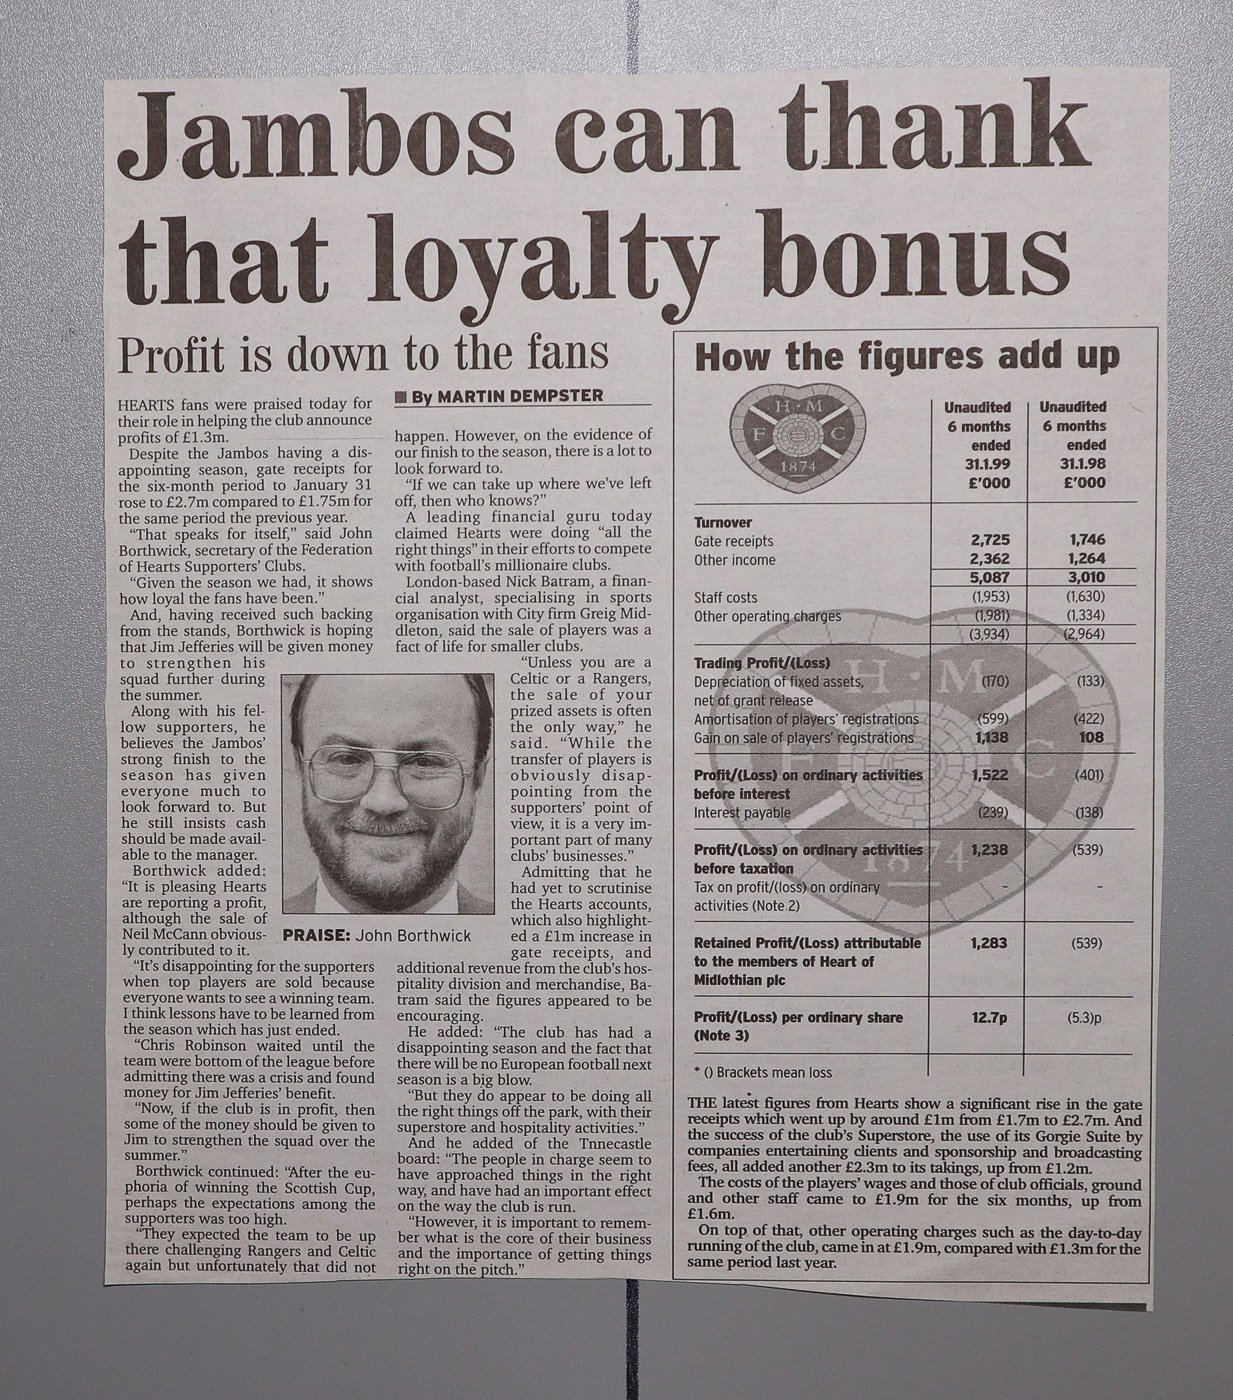 Jambos can thank
that loyalty bonus
Profit is down to the fans
HEARTS fans were praised today for
their role in helping the club announce
profits of £1.3m.
Despite the Jambos having a dis-
appointing season, gate receipts for
the six-month period to January 31
rose to £2.7m compared to £1.75m for
the same period the previous year.
“That speaks for itself,” said John
Borthwick, secretary of the Federation
of Hearts Supporters’ Clubs.
“Given the season we had, it shows
how loyal the fans have been.”
And, having received such backing
from the stands, Borthwick is hoping
that Jim Jefferies will be given money
to strengthen his
squad further during
the summer.
Along with his fel-
low supporters, he
believes the Jambos’
strong finish to the
season has given
everyone much to
look forward to. But
he still insists cash
should be made avail-
able to the manager.
Borthwick added:
“It is pleasing Hearts
are reporting a profit,
although the sale of
Neil McCann obvious-
ly contributed to it.
“It’s disappointing for the supporters
when top players are sold because
everyone wants to see a winning team.
I think lessons have to be learned from
the season which has just ended.
“Chris Robinson waited until the
team were bottom of the league before
admitting there was a crisis and found
money for Jim Jefferies’ benefit.
“Now, if the club is in profit, then
some of the money should be given to
Jim to strengthen the squad over the
summer.”
Borthwick continued: “After the eu-
phoria of winning the Scottish Cup,
perhaps the expectations among the
supporters was too high.
“They expected the team to be up
there challenging Rangers and Celtic
again but unfortunately that did not
■ By MARTIN DEMPSTER
happen. However, on the evidence of
our finish to the season, there is a lot to
look forward to.
“If we can take up where we’ve left
off, then who knows?”
A leading financial guru today
claimed Hearts were doing “all the
right things” in their efforts to compete
with football’s millionaire clubs.
London-based Nick Batram, a finan-
cial analyst, specialising in sports
organisation with City firm Greig Mid-
dleton, said the sale of players was a
fact of life for smaller clubs.
“Unless you are a
Celtic or a Rangers,
the sale of your
prized assets is often
the only way,” he
said. “While the
transfer of players is
obviously disap-
pointing from the
supporters’ point of
view, it is a very im-
portant part of many
clubs’ businesses.”
Admitting that he
had yet to scrutinise
the Hearts accounts,
which also highlight-
ed a £1m increase in
gate receipts, and
additional revenue from the club’s hos-
pitality division and merchandise, Ba-
tram said the figures appeared to be
encouraging.
He added: “The club has had a
disappointing season and the fact that
there will be no European football next
season is a big blow.
“But they do appear to be doing all
the right things off the park, with their
superstore and hospitality activities.”
And he added of the Tnnecastle
board: “The people in charge seem to
have approached things in the right
way, and have had an important effect
on the way the club is run.
“However, it is important to remem-
ber what is the core of their business
and the importance of getting things
right on the pitch.”
PRAISE: John Borthwick
How the figures add up
H · M
F C
1874
Unaudited Unaudited
6 months 6 months
ended ended
31.1.99 31.1.98
£’000 £’000
Turnover
Gate receipts 2,725 1,746
Other income 2,362 1,264
5,087 3,010
Staff costs (1,953) (1,630)
Other operating charges (1,981) (1,334)
(3,934) (2,964)
Trading Profit/(Loss)
Depreciation of fixed assets, (170) (133)
net of grant release
Amortisation of players’ registrations (599) (422)
Gain on sale of players’ registrations 1,138 108
Profit/(Loss) on ordinary activities 1,522 (401)
before interest
Interest payable (239) (138)
Profit/(Loss) on ordinary activities 1,238 (539)
before taxation
Tax on profit/(loss) on ordinary - -
activities (Note 2)
Retained Profit/(Loss) attributable 1,283 (539)
to the members of Heart of
Midlothian plc
Profit/(Loss) per ordinary share 12.7p (5.3)p
(Note 3)
* () Brackets mean loss
H · M
F C
1874
THE latest figures from Hearts show a significant rise in the gate
receipts which went up by around £1m from £1.7m to £2.7m. And
the success of the club’s Superstore, the use of its Gorgie Suite by
companies entertaining clients and sponsorship and broadcasting
fees, all added another £2.3m to its takings, up from £1.2m.
The costs of the players’ wages and those of club officials, ground
and other staff came to £1.9m for the six months, up from
£1.6m.
On top of that, other operating charges such as the day-to-day
running of the club, came in at £1.9m, compared with £1.3m for the
same period last year.